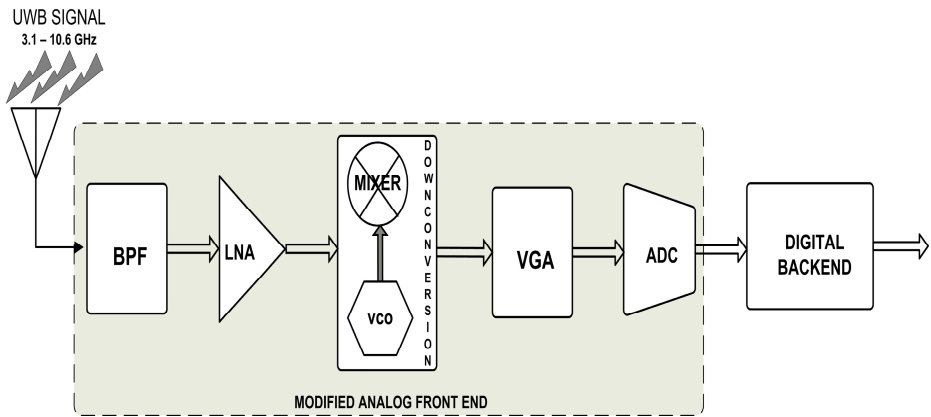 UWB SIGNAL
3.1 – 10.6 GHz
BPF
LNA
MIXER
VCO
DOWNCONVERSION
VGA
ADC
DIGITAL
BACKEND
MODIFIED ANALOG FRONT END